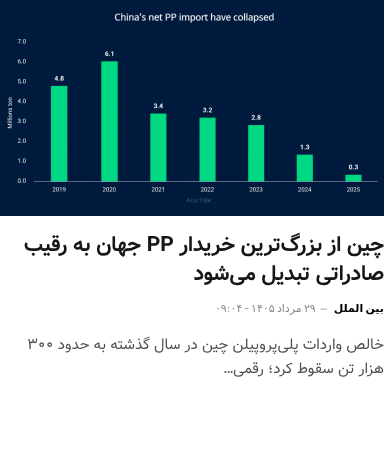 China's net PP import have collapsed
7.0
6.0
5.0
4.0
3.0
2.0
1.0
0.0
Millions ton
4.8
6.1
3.4
3.2
2.8
1.3
0.3
2019
2020
2021
2022
2023
2024
2025
Axis Title
چین از بزرگ‌ترین خریدار PP جهان به رقیب
صادراتی تبدیل می‌شود
بین الملل – ۲۹ مرداد ۱۴۰۵ - ۰۹:۰۴
خالص واردات پلی‌پروپیلن چین در سال گذشته به حدود ۳۰۰
هزار تن سقوط کرد؛ رقمی...